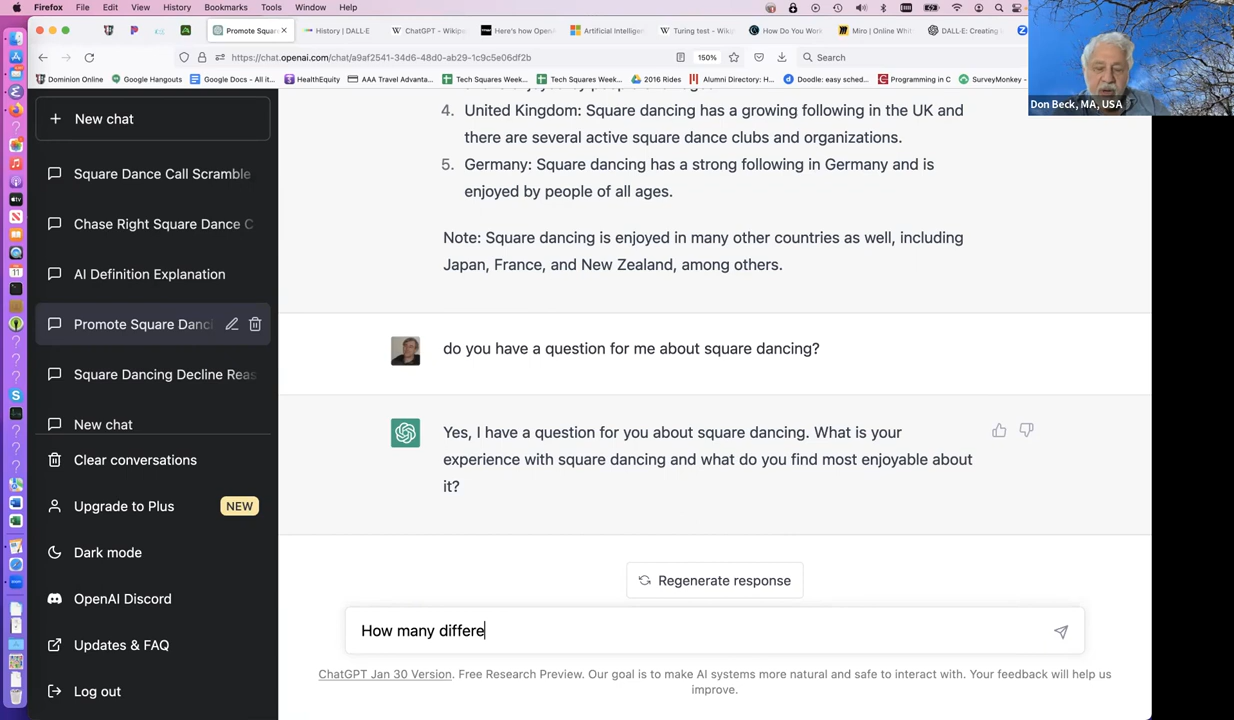 Firefox File Edit View History Bookmarks Tools Window Help
Promote Squar
History | DALL·E
ChatGPT - Wikip
Here's how Open
Artificial Intellige
Turing test - Wiki
How Do You Work
Miro | Online Whit
DALL·E: Creating
https://chat.openai.com/chat/a9af2541-34d6-48d0-ab29-1c9c5e06df2b
150%
Search
Dominion Online
Google Hangouts
Google Docs - All it...
HealthEquity
AAA Travel Advanta...
Tech Squares Week...
Tech Squares Week...
2016 Rides
Alumni Directory: H...
Doodle: easy sched...
Programming in C
SurveyMonkey
Don Beck, MA, USA
New chat
Square Dance Call Scramble
Chase Right Square Dance C
AI Definition Explanation
Promote Square Danci
Square Dancing Decline Reas
New chat
Clear conversations
Upgrade to Plus NEW
Dark mode
OpenAI Discord
Updates & FAQ
Log out
4. United Kingdom: Square dancing has a growing following in the UK and
there are several active square dance clubs and organizations.
5. Germany: Square dancing has a strong following in Germany and is
enjoyed by people of all ages.
Note: Square dancing is enjoyed in many other countries as well, including
Japan, France, and New Zealand, among others.
do you have a question for me about square dancing?
Yes, I have a question for you about square dancing. What is your
experience with square dancing and what do you find most enjoyable about
it?
Regenerate response
How many differe
ChatGPT Jan 30 Version. Free Research Preview. Our goal is to make AI systems more natural and safe to interact with. Your feedback will help us
improve.